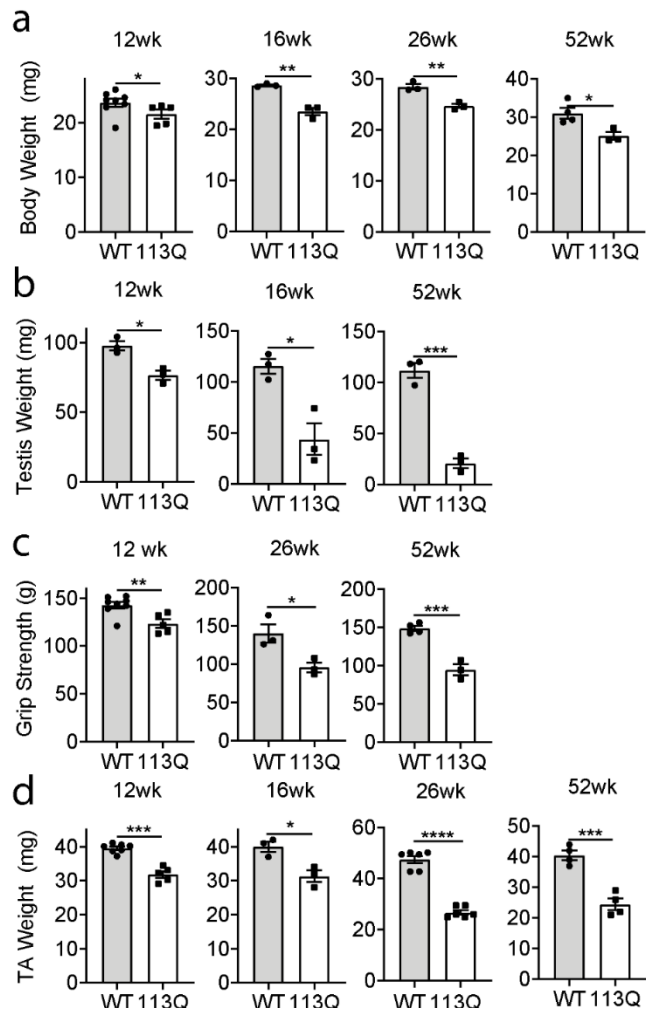 a
12wk 16wk 26wk 52wk
Body Weight (mg)
20 10 0
30 20 10 0
30 20 10 0
40 30 20 10 0
* ** ** *
WT 113Q WT 113Q WT 113Q WT 113Q
b
12wk 16wk 52wk
Testis Weight (mg)
100 50 0
150 100 50 0
150 100 50 0
* * ***
WT 113Q WT 113Q WT 113Q
c
12 wk 26wk 52wk
Grip Strength (g)
150 100 50 0
200 150 100 50 0
200 150 100 50 0
** * ***
WT 113Q WT 113Q WT 113Q
d
12wk 16wk 26wk 52wk
TA Weight (mg)
40 30 20 10 0
40 30 20 10 0
60 40 20 0
50 40 30 20 10 0
*** * **** ***
WT 113Q WT 113Q WT 113Q WT 113Q